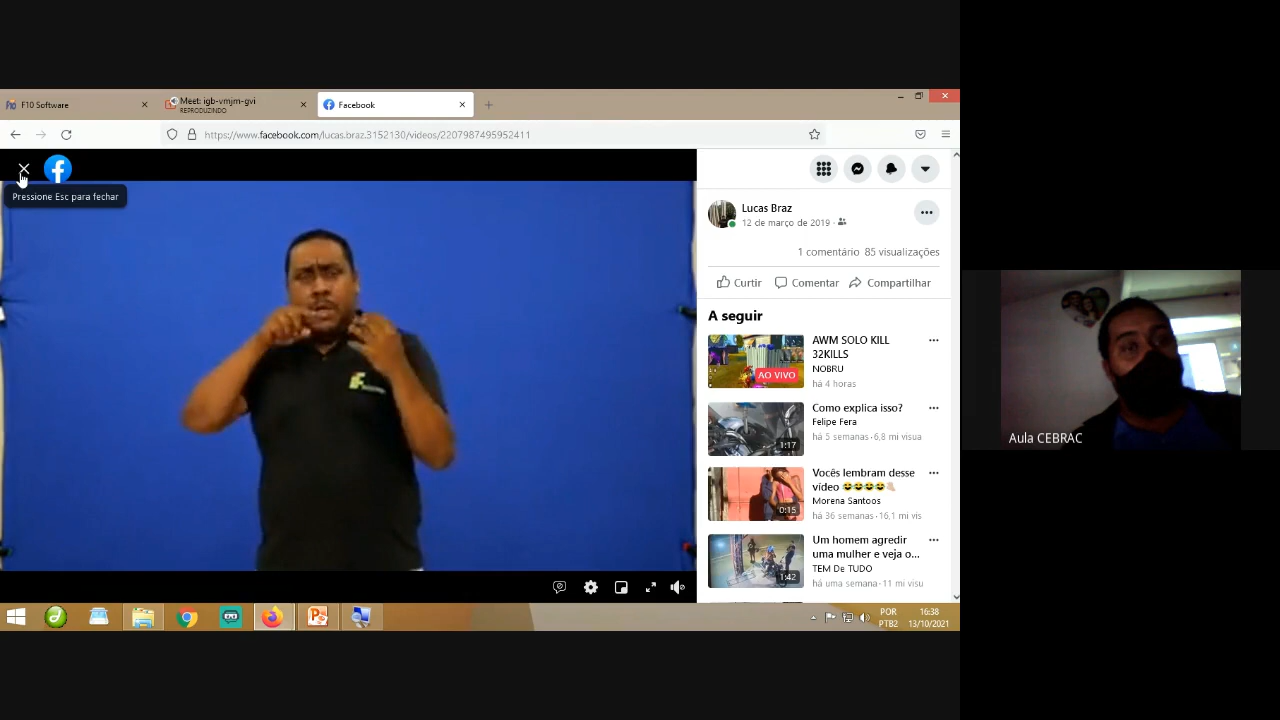 F10 Software
Meet: igb-vmjm-gvi
REPRODUZINDO
Facebook
https://www.facebook.com/lucas.braz.3152130/videos/2207987495952411
Pressione Esc para fechar
Lucas Braz
12 de março de 2019
1 comentário 85 visualizações
Curtir
Comentar
Compartilhar
A seguir
AWM SOLO KILL
32KILLS
NOBRU
há 4 horas
AO VIVO
Como explica isso?
Felipe Fera
há 5 semanas · 6,8 mi visua
1:17
Vocês lembram desse
vídeo 😂😂😂😂👏🏻
Morena Santoos
há 36 semanas · 16,1 mi vis
0:15
Um homem agredir
uma mulher e veja o...
TEM De TUDO
há uma semana · 11 mi visu
1:42
POR
PTB2
16:38
13/10/2021
Aula CEBRAC